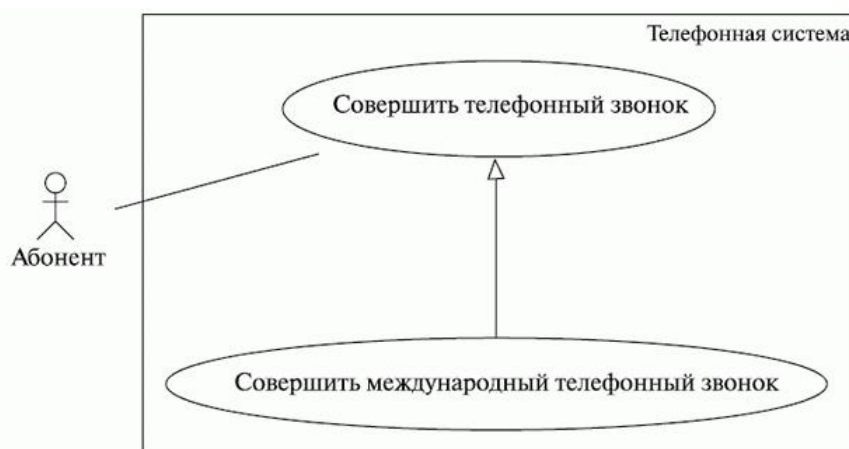 Телефонная система
Совершить телефонный звонок
Абонент
Совершить международный телефонный звонок